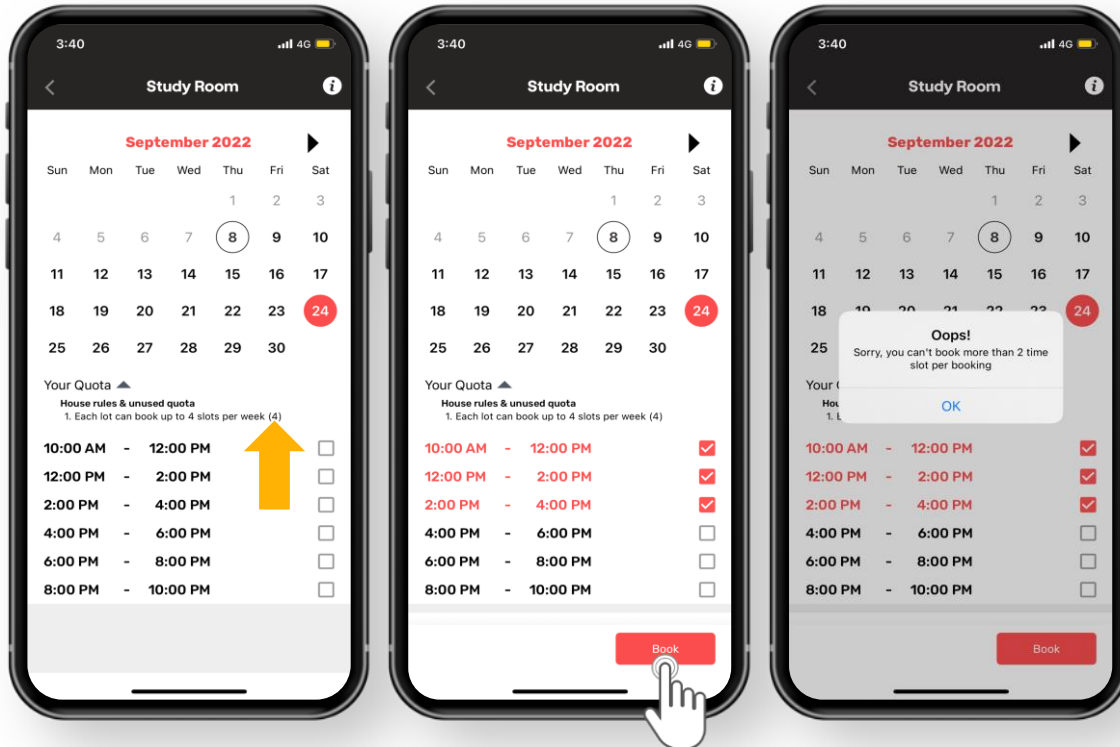 3:40 4G
Study Room i
September 2022
Sun Mon Tue Wed Thu Fri Sat
1 2 3
4 5 6 7 8 9 10
11 12 13 14 15 16 17
18 19 20 21 22 23 24
25 26 27 28 29 30
Your Quota
House rules & unused quota
1. Each lot can book up to 4 slots per week (4)
10:00 AM - 12:00 PM
12:00 PM - 2:00 PM
2:00 PM - 4:00 PM
4:00 PM - 6:00 PM
6:00 PM - 8:00 PM
8:00 PM - 10:00 PM
3:40 4G
Study Room i
September 2022
Sun Mon Tue Wed Thu Fri Sat
1 2 3
4 5 6 7 8 9 10
11 12 13 14 15 16 17
18 19 20 21 22 23 24
25 26 27 28 29 30
Your Quota
House rules & unused quota
1. Each lot can book up to 4 slots per week (4)
10:00 AM - 12:00 PM
12:00 PM - 2:00 PM
2:00 PM - 4:00 PM
4:00 PM - 6:00 PM
6:00 PM - 8:00 PM
8:00 PM - 10:00 PM
Book
3:40 4G
Study Room i
September 2022
Sun Mon Tue Wed Thu Fri Sat
1 2 3
4 5 6 7 8 9 10
11 12 13 14 15 16 17
18 19 20 21 22 23 24
25
Oops!
Sorry, you can't book more than 2 time
slot per booking
OK
Your
1.
10:00 AM - 12:00 PM
12:00 PM - 2:00 PM
2:00 PM - 4:00 PM
4:00 PM - 6:00 PM
6:00 PM - 8:00 PM
8:00 PM - 10:00 PM
Book